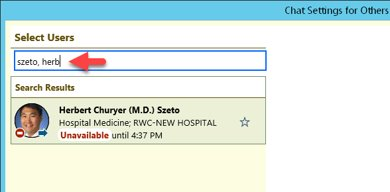 Chat Settings for Others
Select Users
szeto, herb
Search Results
Herbert Churyer (M.D.) Szeto
Hospital Medicine; RWC-NEW HOSPITAL
Unavailable until 4:37 PM